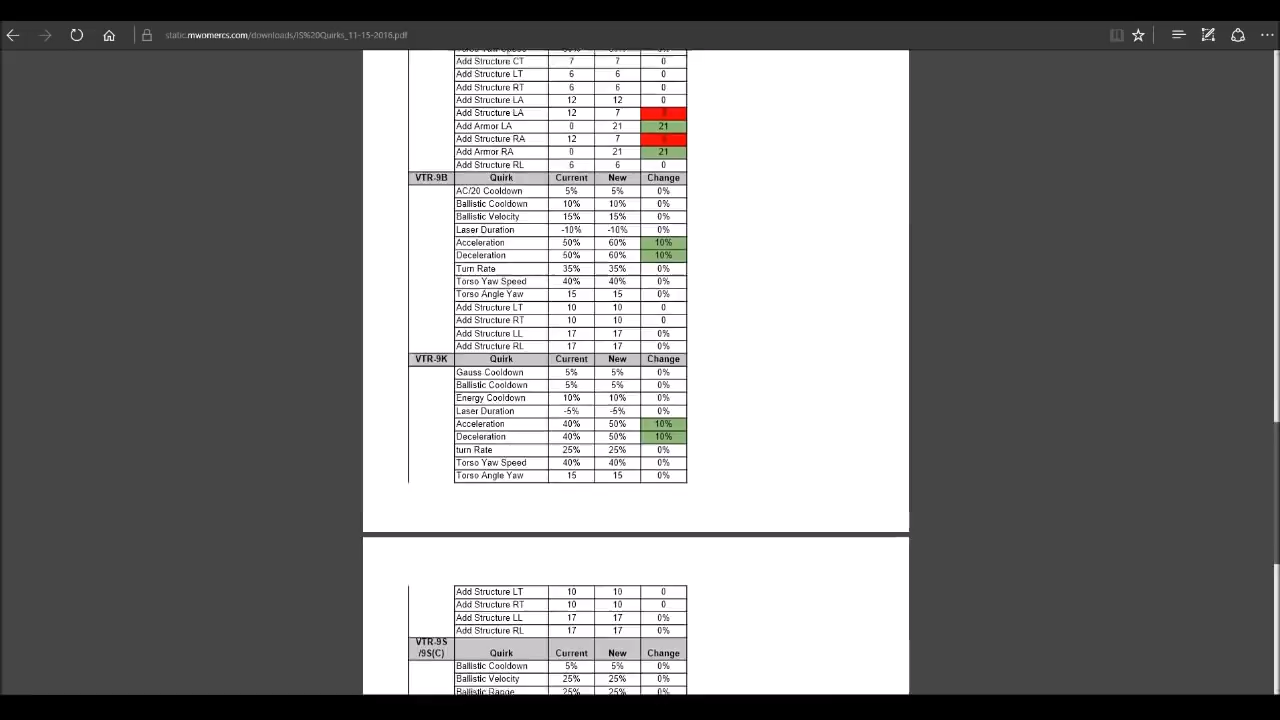 static.mwomercs.com/downloads/IS%20Quirks_11-15-2016.pdf
Add Structure CT 7 7 0
Add Structure LT 6 6 0
Add Structure RT 6 6 0
Add Structure LA 12 12 0
Add Structure LA 12 7
Add Armor LA 0 21 21
Add Structure RA 12 7
Add Armor RA 0 21 21
Add Structure RL 6 6 0
VTR-9B Quirk Current New Change
AC/20 Cooldown 5% 5% 0%
Ballistic Cooldown 10% 10% 0%
Ballistic Velocity 15% 15% 0%
Laser Duration -10% -10% 0%
Acceleration 50% 60% 10%
Deceleration 50% 60% 10%
Turn Rate 35% 35% 0%
Torso Yaw Speed 40% 40% 0%
Torso Angle Yaw 15 15 0%
Add Structure LT 10 10 0
Add Structure RT 10 10 0
Add Structure LL 17 17 0%
Add Structure RL 17 17 0%
VTR-9K Quirk Current New Change
Gauss Cooldown 5% 5% 0%
Ballistic Cooldown 5% 5% 0%
Energy Cooldown 10% 10% 0%
Laser Duration -5% -5% 0%
Acceleration 40% 50% 10%
Deceleration 40% 50% 10%
turn Rate 25% 25% 0%
Torso Yaw Speed 40% 40% 0%
Torso Angle Yaw 15 15 0%
Add Structure LT 10 10 0
Add Structure RT 10 10 0
Add Structure LL 17 17 0%
Add Structure RL 17 17 0%
VTR-9S
/9S(C) Quirk Current New Change
Ballistic Cooldown 5% 5% 0%
Ballistic Velocity 25% 25% 0%
Ballistic Range 25% 25% 0%